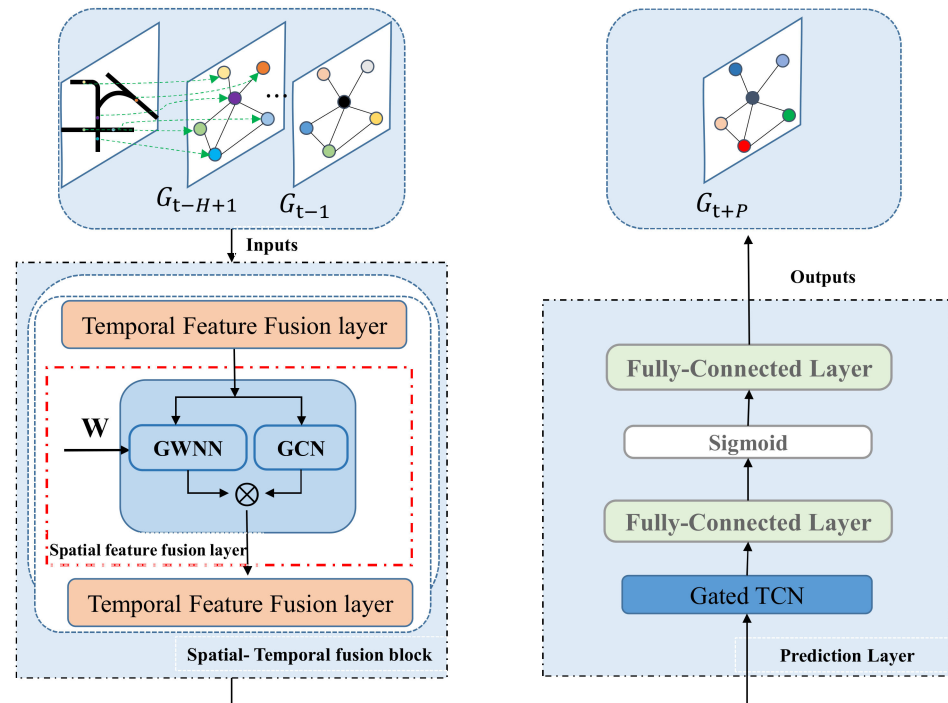 G_{t-H+1}
G_{t-1}
...
Inputs
Temporal Feature Fusion layer
W
GWNN
GCN
Spatial feature fusion layer
Temporal Feature Fusion layer
Spatial- Temporal fusion block
G_{t+P}
Outputs
Fully-Connected Layer
Sigmoid
Fully-Connected Layer
Gated TCN
Prediction Layer